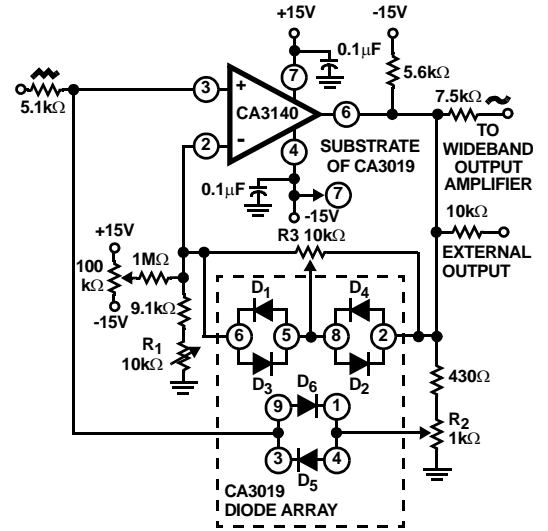 +15V
-15V
0.1µF
5.6kΩ
7
3
+
5.1kΩ
CA3140
6
7.5kΩ
2
-
4
SUBSTRATE
OF CA3019
TO
WIDEBAND
OUTPUT
AMPLIFIER
0.1µF
7
-15V
10kΩ
EXTERNAL
OUTPUT
+15V
1MΩ
100
kΩ
-15V
R3 10kΩ
9.1kΩ
R1
10kΩ
D1
D4
6
5
8
2
D3
D2
D6
9
1
3
4
D5
430Ω
R2
1kΩ
CA3019
DIODE ARRAY